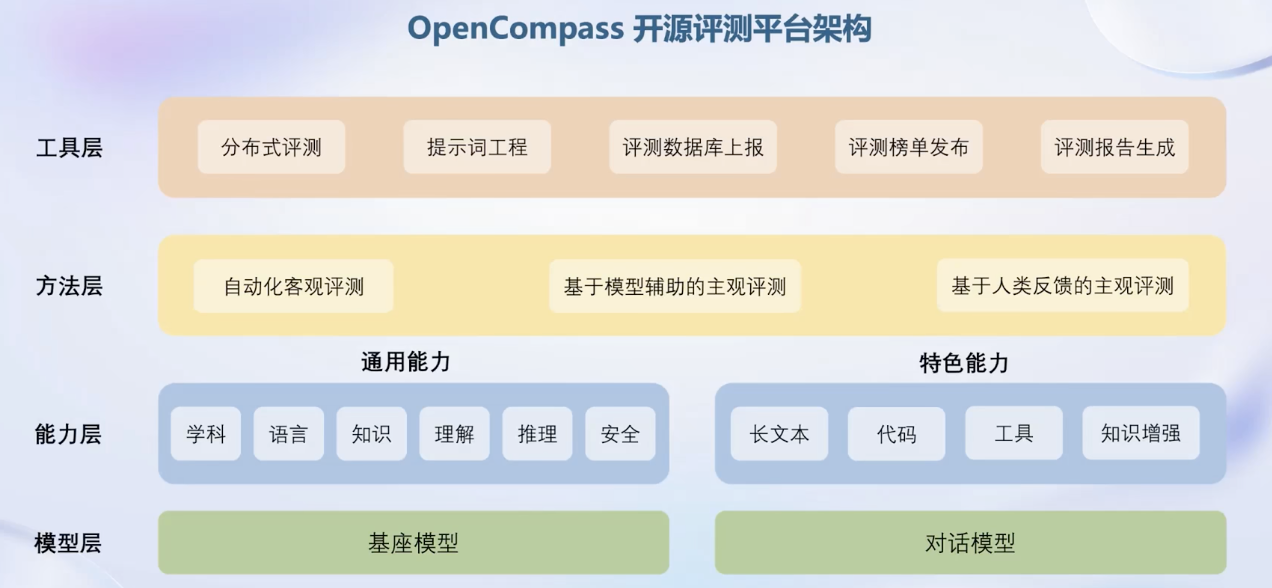 OpenCompass 开源评测平台架构
工具层
分布式评测
提示词工程
评测数据库上报
评测榜单发布
评测报告生成
方法层
自动化客观评测
基于模型辅助的主观评测
基于人类反馈的主观评测
通用能力
特色能力
能力层
学科
语言
知识
理解
推理
安全
长文本
代码
工具
知识增强
模型层
基座模型
对话模型